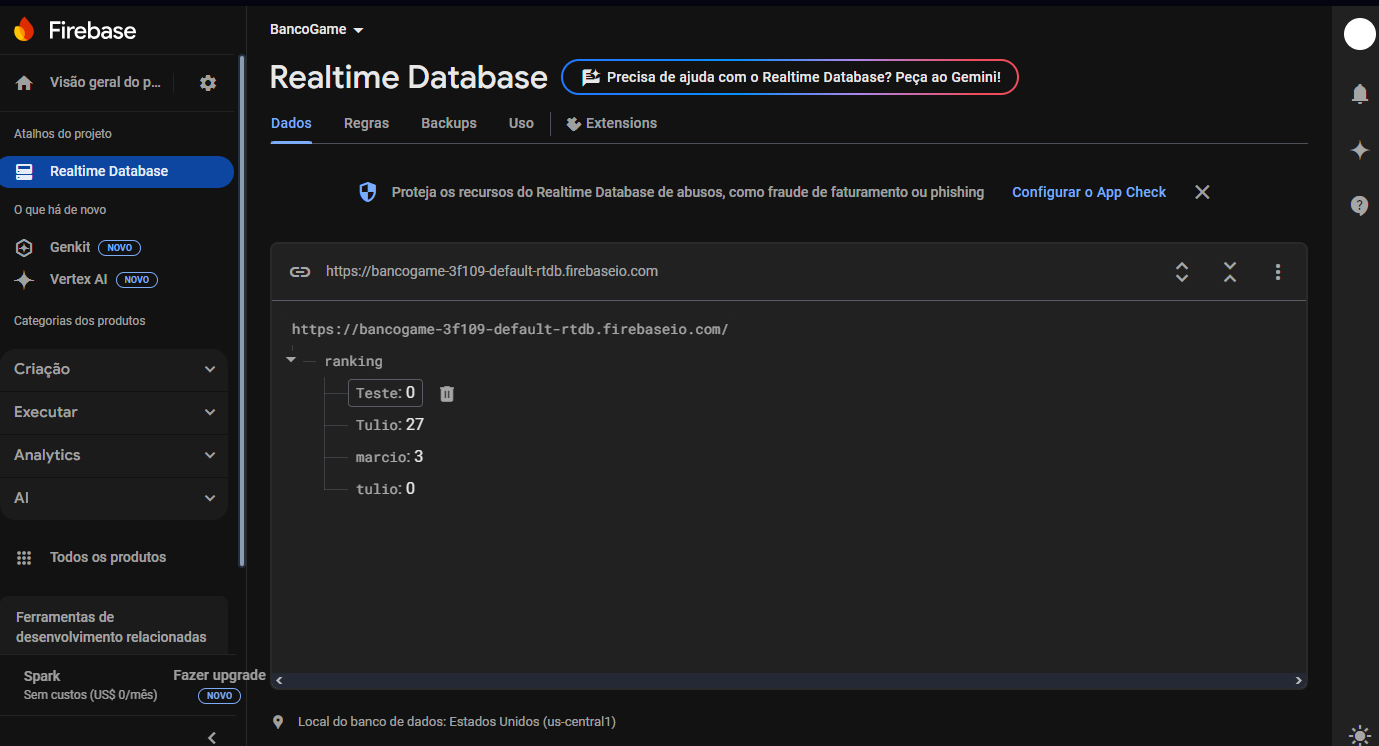 Firebase
Visão geral do p...
Atalhos do projeto
Realtime Database
O que há de novo
Genkit NOVO
Vertex AI NOVO
Categorias dos produtos
Criação
Executar
Analytics
AI
Todos os produtos
Ferramentas de
desenvolvimento relacionadas
Spark
Sem custos (US$ 0/mês)
Fazer upgrade
NOVO
BancoGame
Realtime Database
Precisa de ajuda com o Realtime Database? Peça ao Gemini!
Dados Regras Backups Uso Extensions
Proteja os recursos do Realtime Database de abusos, como fraude de faturamento ou phishing Configurar o App Check
https://bancogame-3f109-default-rtdb.firebaseio.com
https://bancogame-3f109-default-rtdb.firebaseio.com/
ranking
Teste: 0
Tulio: 27
marcio: 3
tulio: 0
Local do banco de dados: Estados Unidos (us-central1)